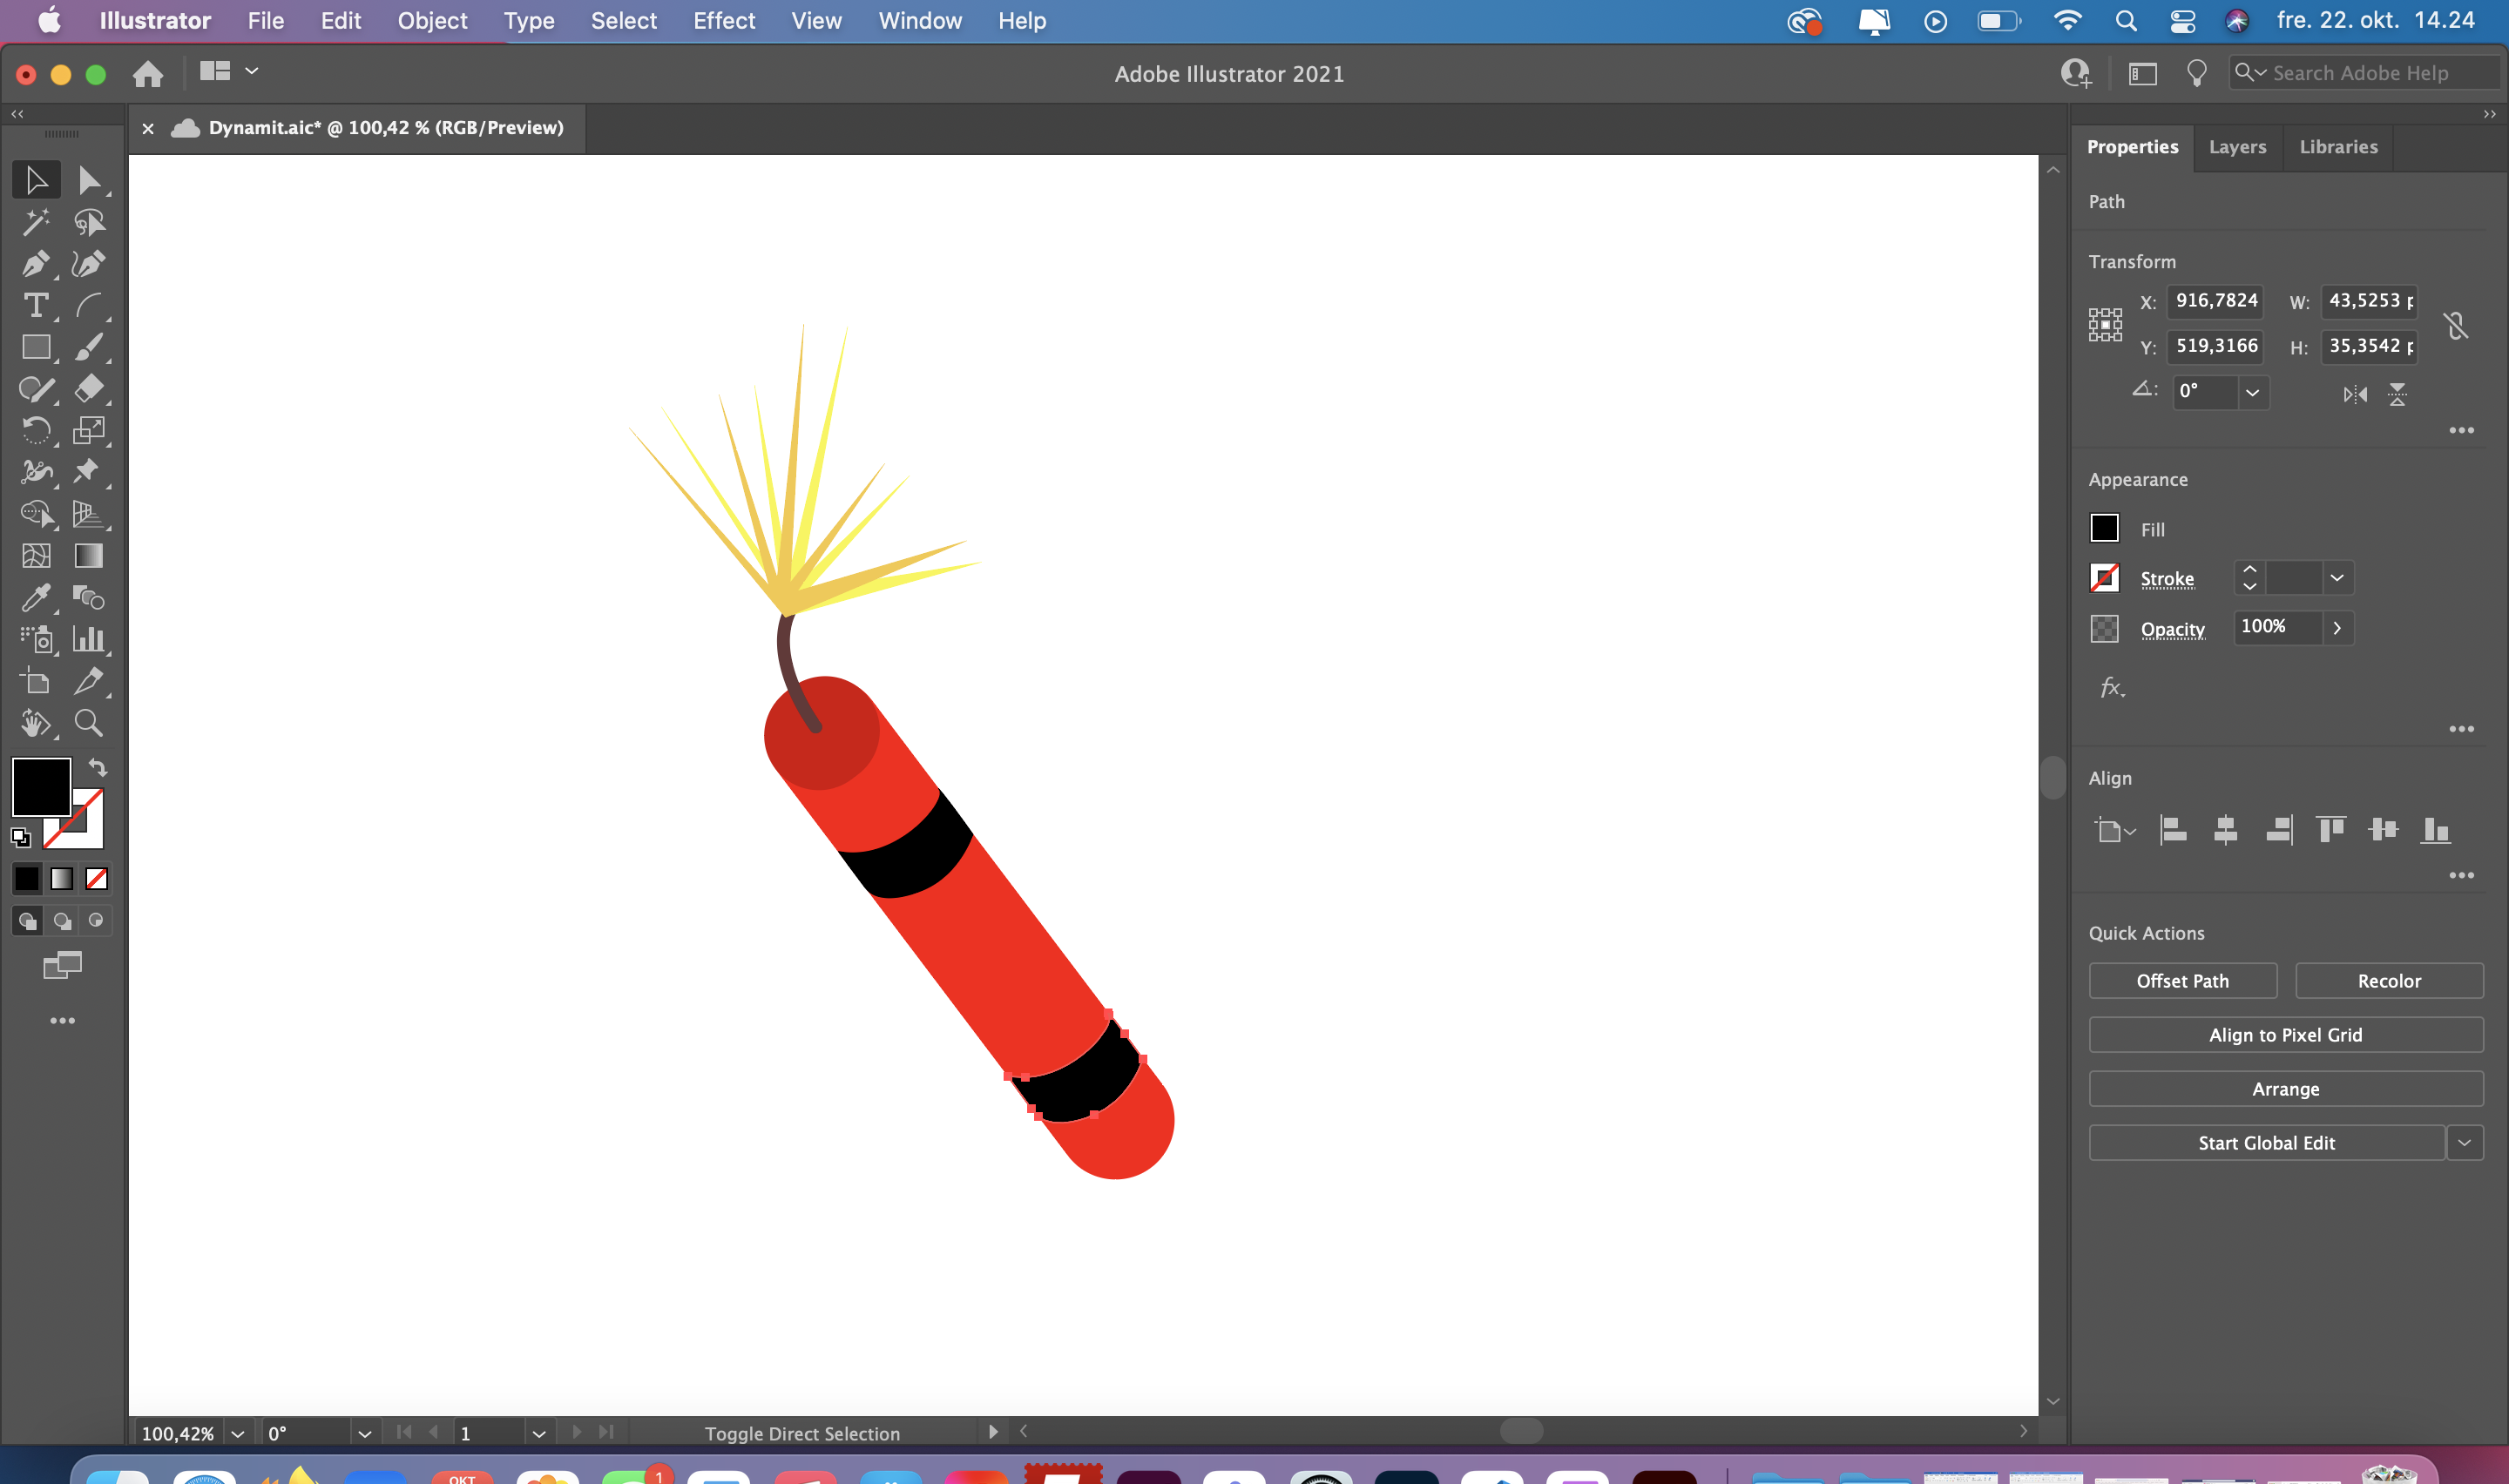 Illustrator File Edit Object Type Select Effect View Window Help fre. 22. okt. 14.24
Adobe Illustrator 2021
Search Adobe Help
Dynamit.aic* @ 100,42 % (RGB/Preview)
Properties Layers Libraries
Path
Transform
X: 916,7824 W: 43,5253 p
Y: 519,3166 H: 35,3542 p
0°
Appearance
Fill
Stroke
Opacity 100%
fx.
Align
Quick Actions
Offset Path Recolor
Align to Pixel Grid
Arrange
Start Global Edit
100,42% 0° 1 Toggle Direct Selection
OKT 1